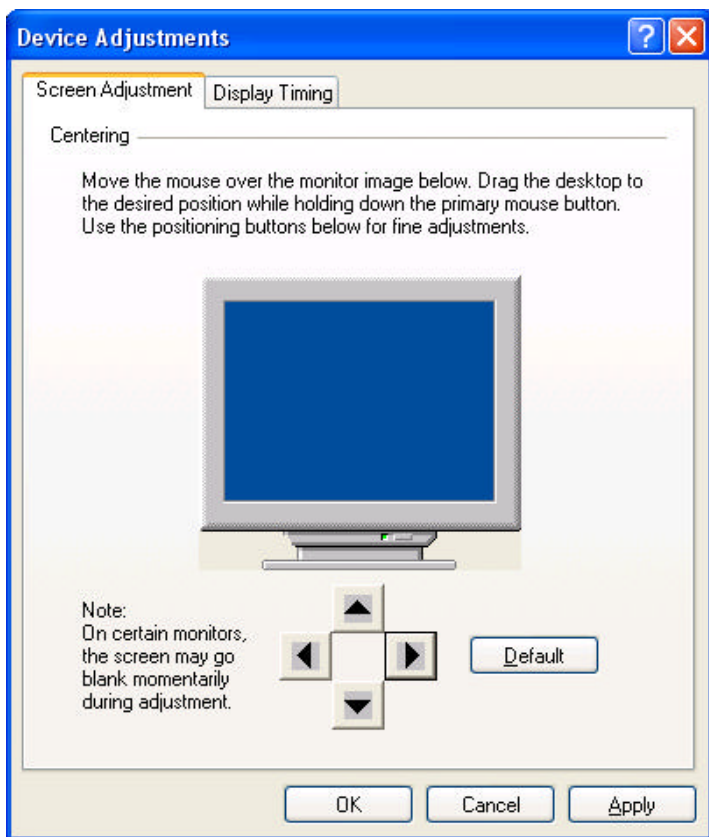 Device Adjustments
Screen Adjustment
Display Timing
Centering
Move the mouse over the monitor image below. Drag the desktop to
the desired position while holding down the primary mouse button.
Use the positioning buttons below for fine adjustments.
Note:
On certain monitors,
the screen may go
blank momentarily
during adjustment.
Default
OK
Cancel
Apply